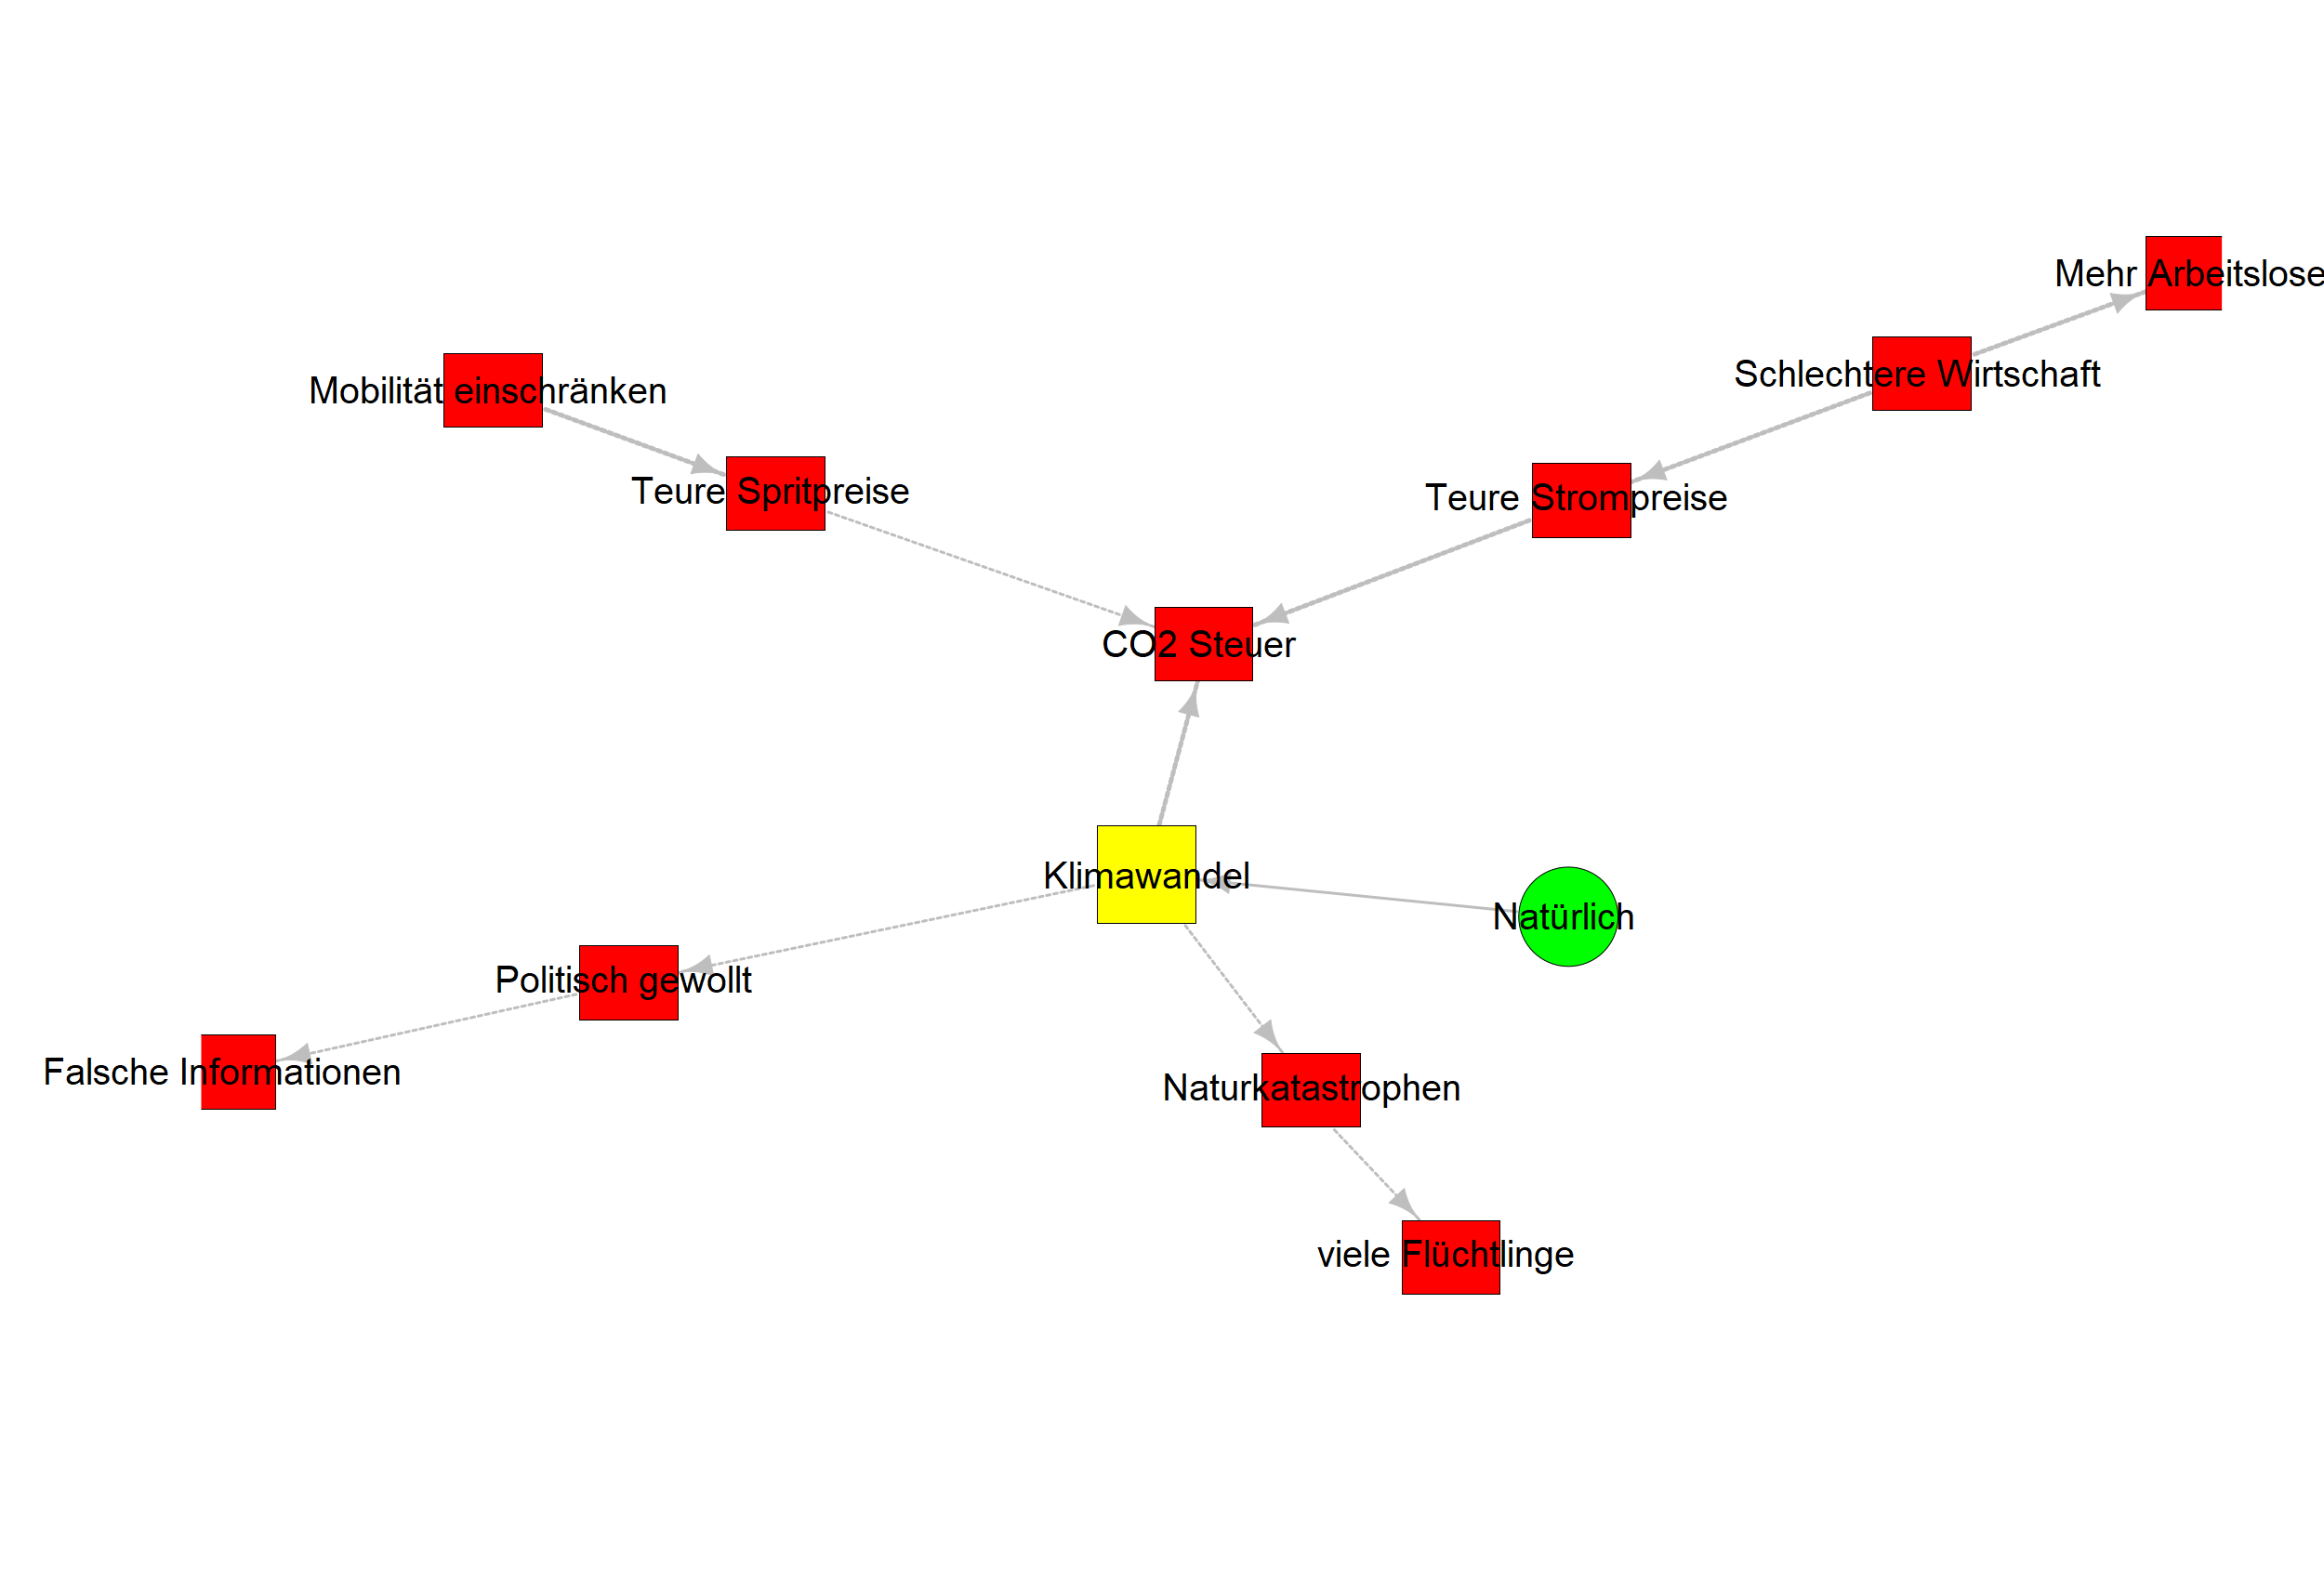 Mehr Arbeitslose
Schlechtere Wirtschaft
Mobilität einschränken
Teure Spritpreise
Teure Strompreise
CO2 Steuer
Klimawandel
Natürlich
Politisch gewollt
Falsche Informationen
Naturkatastrophen
viele Flüchtlinge